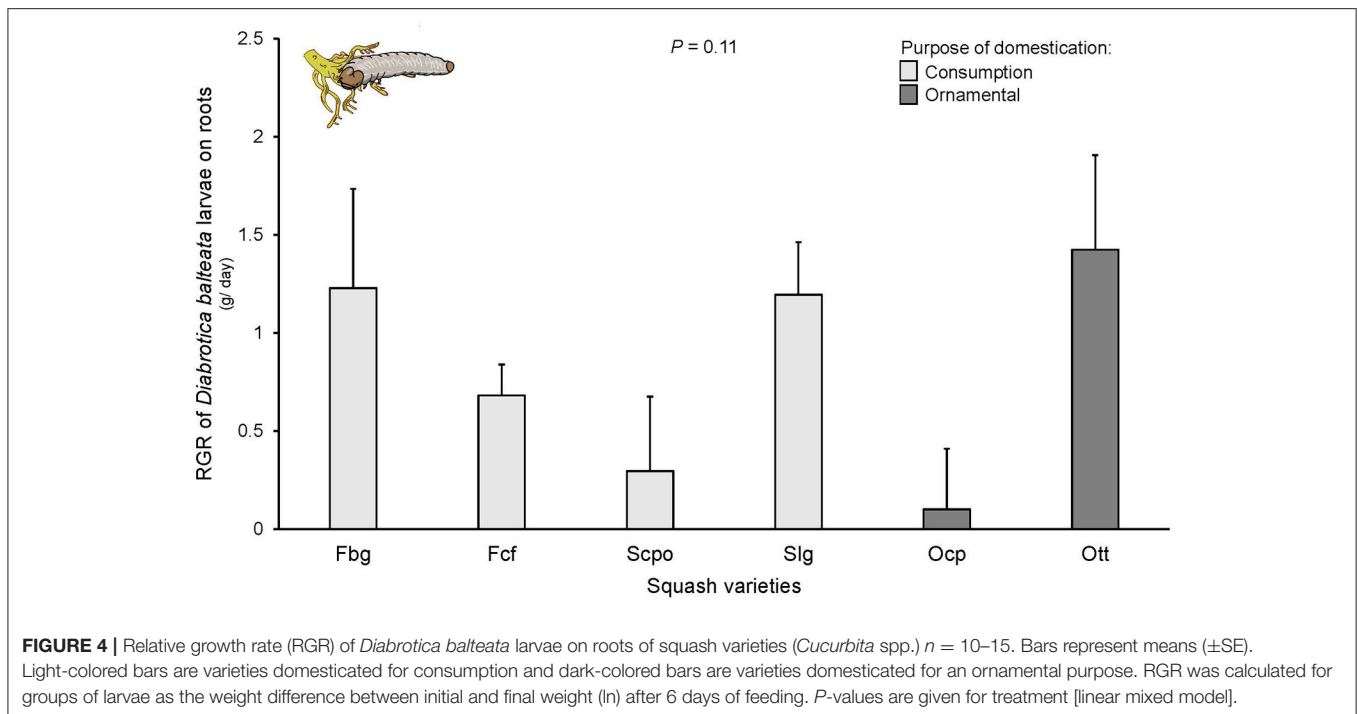 2.5
P = 0.11
Purpose of domestication:
Consumption
Ornamental
2
1.5
1
0.5
0
RGR of Diabrotica balteata larvae on roots
(g/ day)
Fbg Fcf Scpo Slg Ocp Ott
Squash varieties
FIGURE 4 | Relative growth rate (RGR) of Diabrotica balteata larvae on roots of squash varieties (Cucurbita spp.) n = 10–15. Bars represent means (±SE).
Light-colored bars are varieties domesticated for consumption and dark-colored bars are varieties domesticated for an ornamental purpose. RGR was calculated for
groups of larvae as the weight difference between initial and final weight (ln) after 6 days of feeding. P-values are given for treatment [linear mixed model].